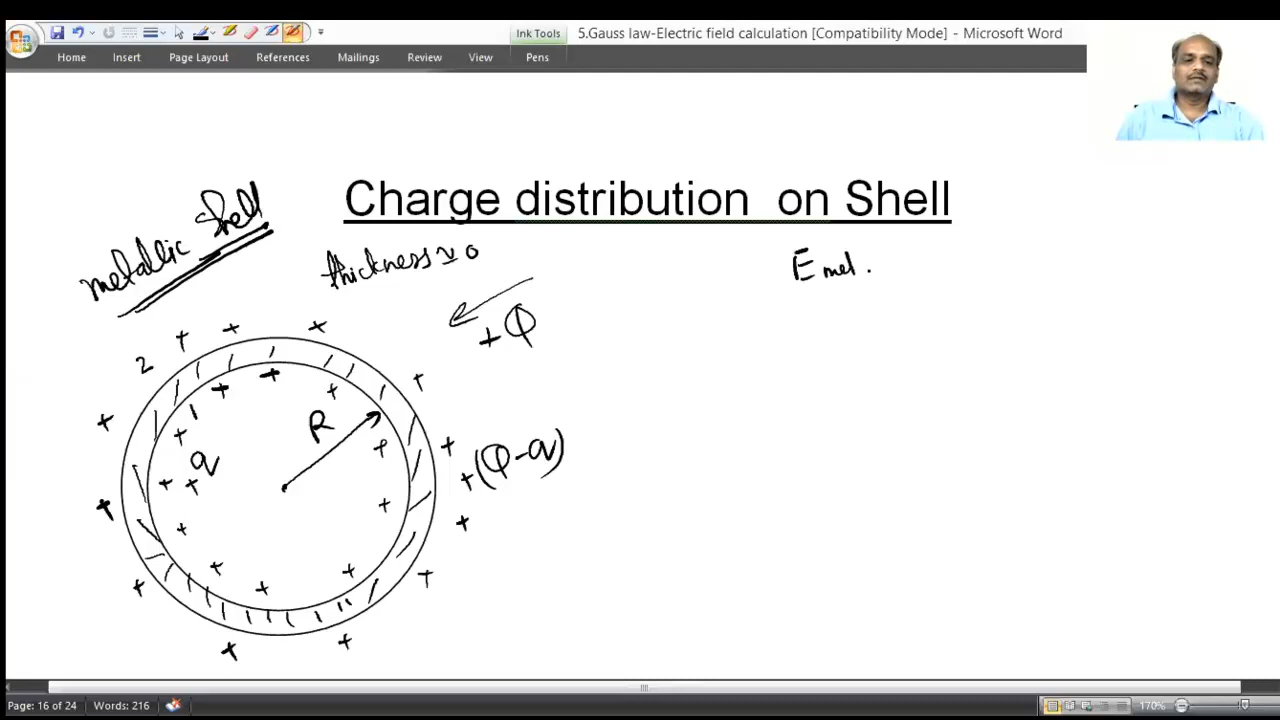 Ink Tools 5.Gauss law-Electric field calculation [Compatibility Mode] - Microsoft Word
Home Insert Page Layout References Mailings Review View Pens
Charge distribution on Shell
metallic shell
thickness ≈ 0
E met.
+Q
2
1
R
q
+(Q-q)
Page: 16 of 24 Words: 216 170%